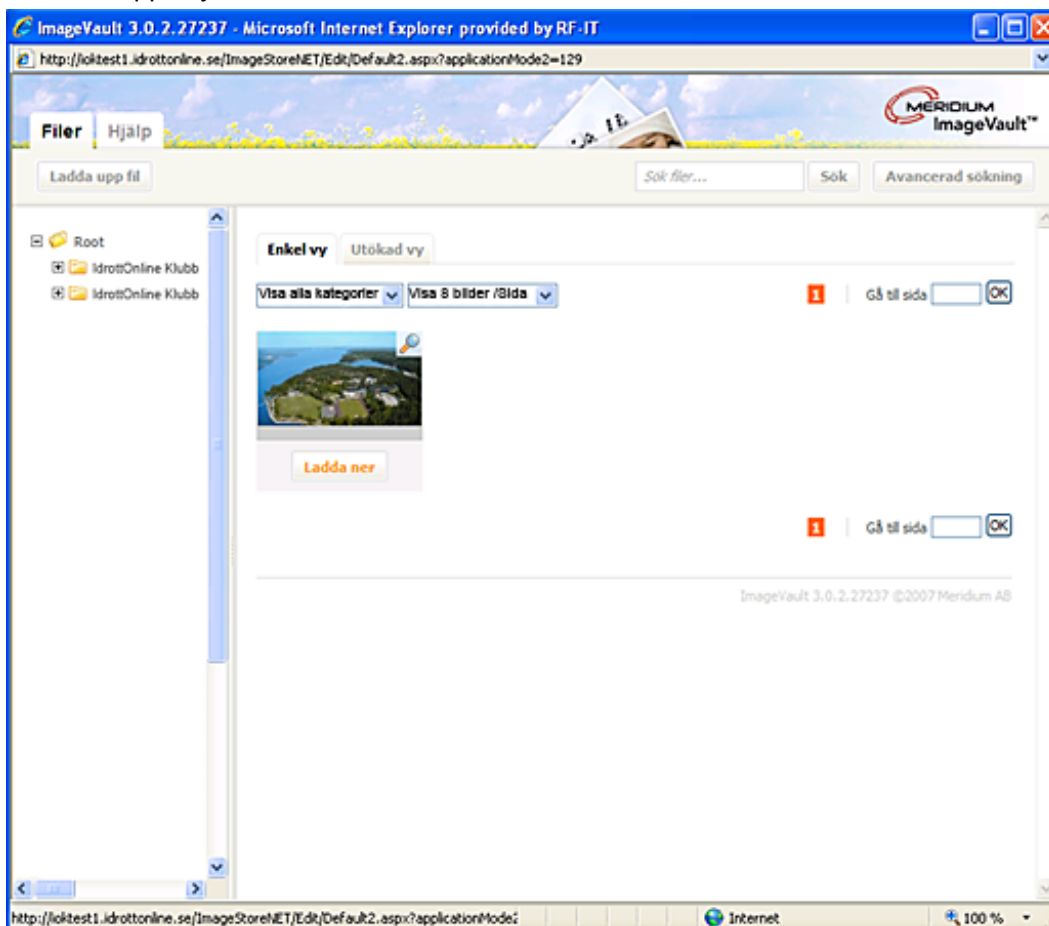 ImageVault 3.0.2.27237 - Microsoft Internet Explorer provided by RF-IT
http://ioktest1.idrottonline.se/ImageStoreNET/Edit/Default2.aspx?applicationMode2=129
Filer Hjälp
MERIDIUM
ImageVault™
Ladda upp fil
Sök filer... Sök Avancerad sökning
Root
IdrottOnline Klubb
IdrottOnline Klubb
Enkel vy Utökad vy
Visa alla kategorier Visa 8 bilder /Sida
1 Gå till sida OK
Ladda ner
1 Gå till sida OK
ImageVault 3.0.2.27237 ©2007 Meridium AB
http://ioktest1.idrottonline.se/ImageStoreNET/Edit/Default2.aspx?applicationMode2 Internet 100 %